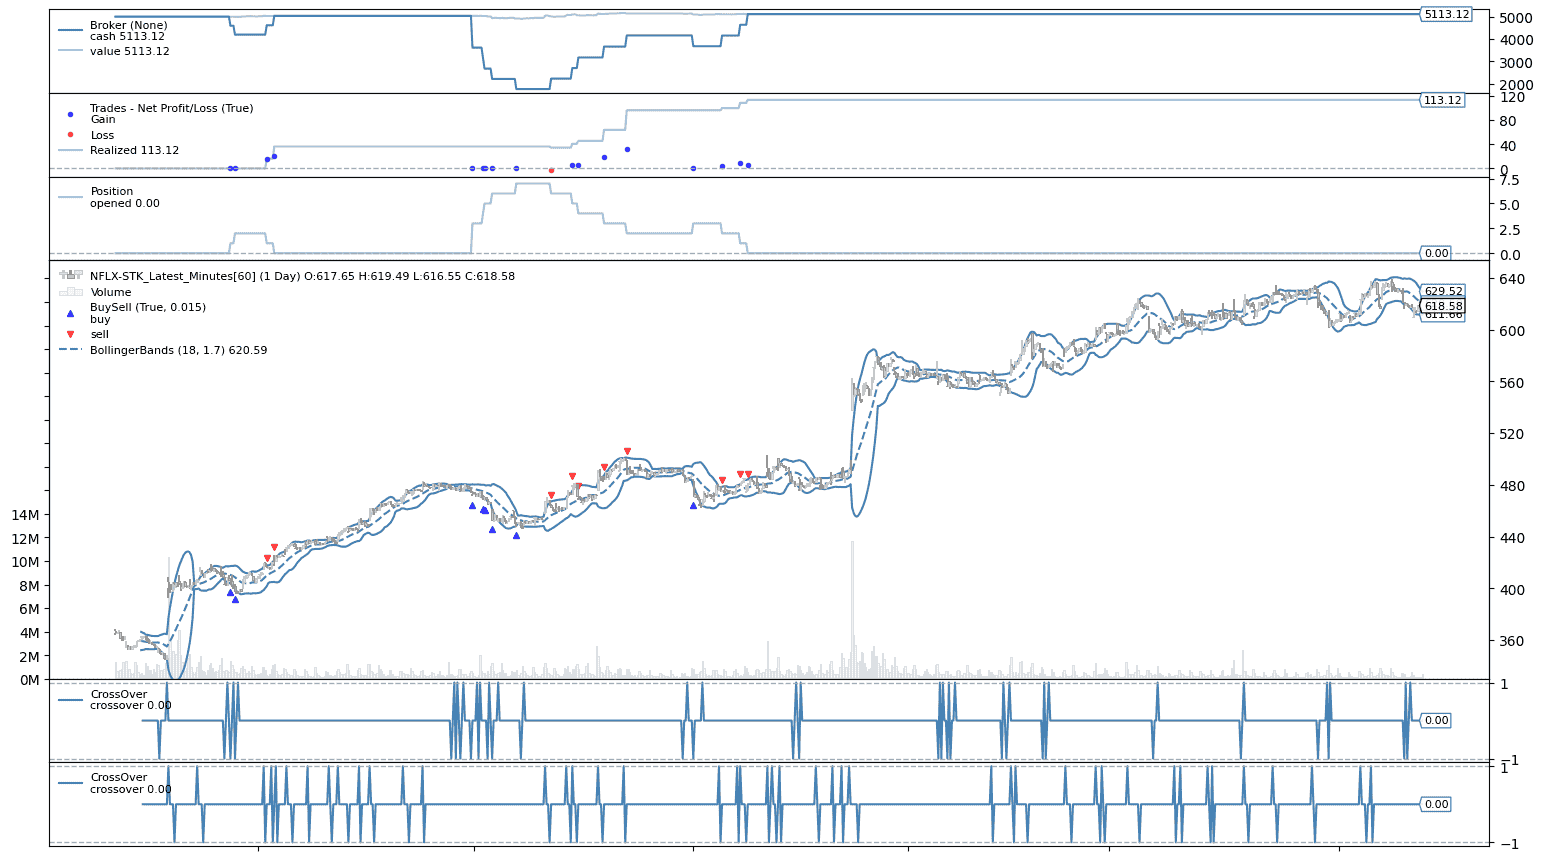 Broker (None)
cash 5113.12
value 5113.12
5113.12
5000
4000
3000
2000
Trades - Net Profit/Loss (True)
Gain
Loss
Realized 113.12
113.12
120
80
40
0
Position
opened 0.00
7.5
5.0
2.5
0.0
0.00
NFLX-STK_Latest_Minutes[60] (1 Day) O:617.65 H:619.49 L:616.55 C:618.58
Volume
BuySell (True, 0.015)
buy
sell
BollingerBands (18, 1.7) 620.59
640
629.52
618.58
611.66
600
560
520
480
440
400
360
14M
12M
10M
8M
6M
4M
2M
0M
CrossOver
crossover 0.00
1
0.00
−1
CrossOver
crossover 0.00
1
0.00
−1